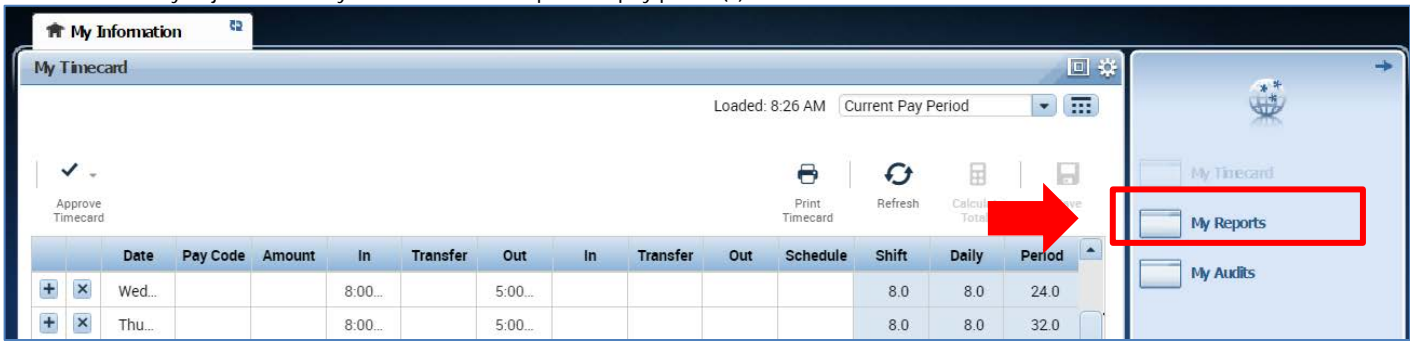 My Information
My Timecard
Loaded: 8:26 AM Current Pay Period
Approve Timecard
Print Timecard
Refresh
My Timecard
My Reports
My Audits
Date Pay Code Amount In Transfer Out In Transfer Out Schedule Shift Daily Period
Wed... 8:00... 5:00... 8.0 8.0 24.0
Thu... 8:00... 5:00... 8.0 8.0 32.0